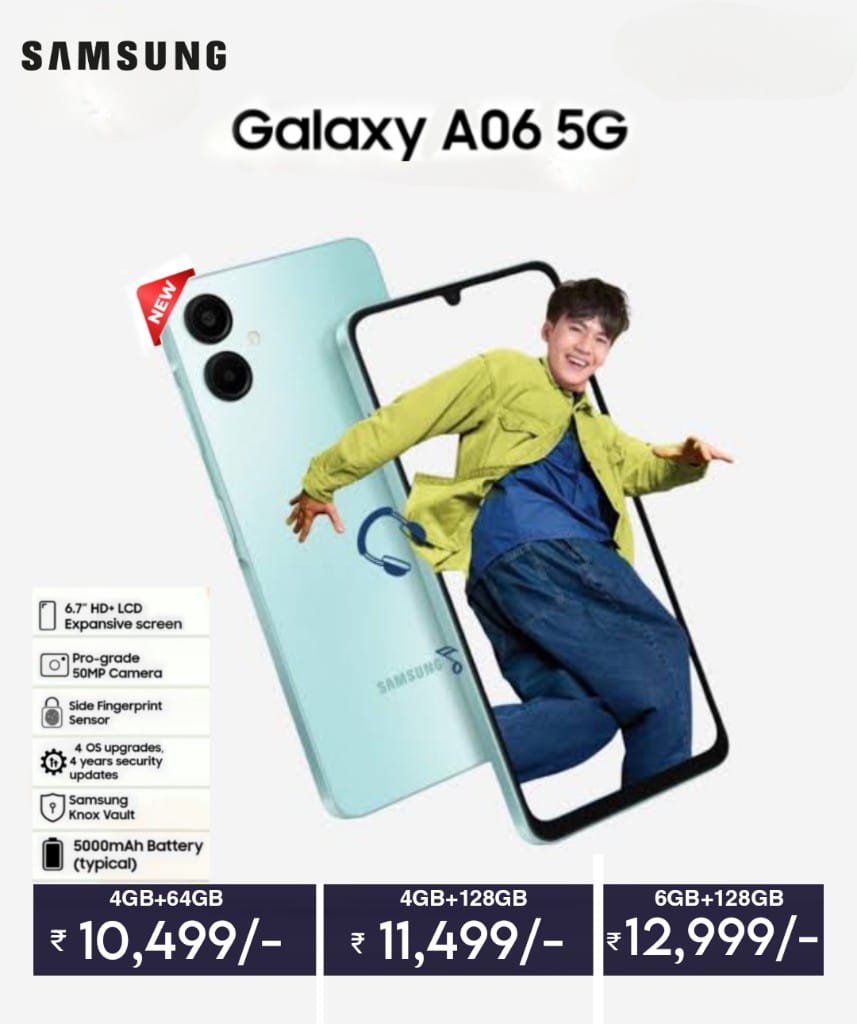 SAMSUNG
Galaxy A06 5G
NEW
SAMSUNG
6.7" HD+ LCD
Expansive screen
Pro-grade
50MP Camera
Side Fingerprint
Sensor
4 OS upgrades,
4 years security
updates
Samsung
Knox Vault
5000mAh Battery
(typical)
4GB+64GB
₹ 10,499/-
4GB+128GB
₹ 11,499/-
6GB+128GB
₹12,999/-